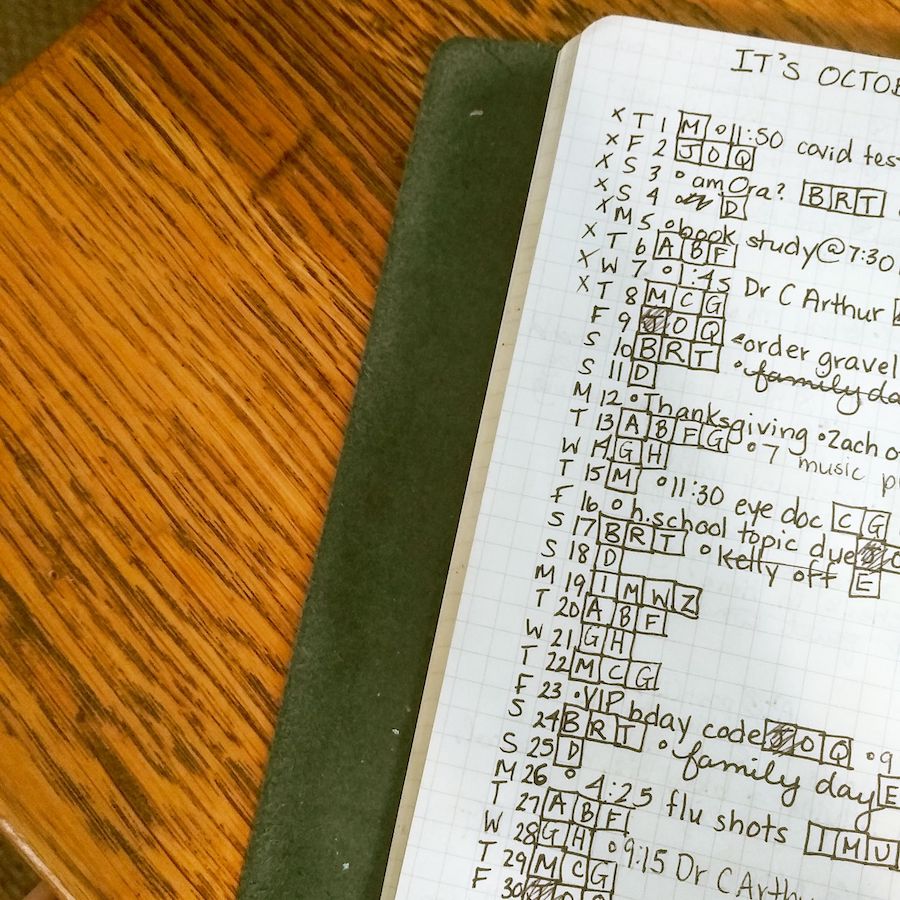 IT'S OCTOB
X T 1 M 11:50 covid tes
X F 2 J O Q
X S 3 am Ora? B R T
X S 4 D
X M 5 book study@7:30
X T 6 A B F
X W 7 1:45 Dr C Arthur
X T 8 M C G
F 9 O Q order gravel
S 10 B R T family da
S 11 D
M 12 Thanksgiving Zach o
T 13 A B F G 7 music p
W 14 G H
T 15 M 11:30 eye doc C G
F 16 h.school topic due
S 17 B R T Kelly off E
S 18 D
M 19 I M W Z
T 20 A B F
W 21 G H
T 22 M C G
F 23 VIP bday code O Q 9
S 24 B R T family day E
S 25 D
M 26 4:25 flu shots I M U
T 27 A B F
W 28 G H 9:15 Dr C Arthu
T 29 M C G
F 30 O Q